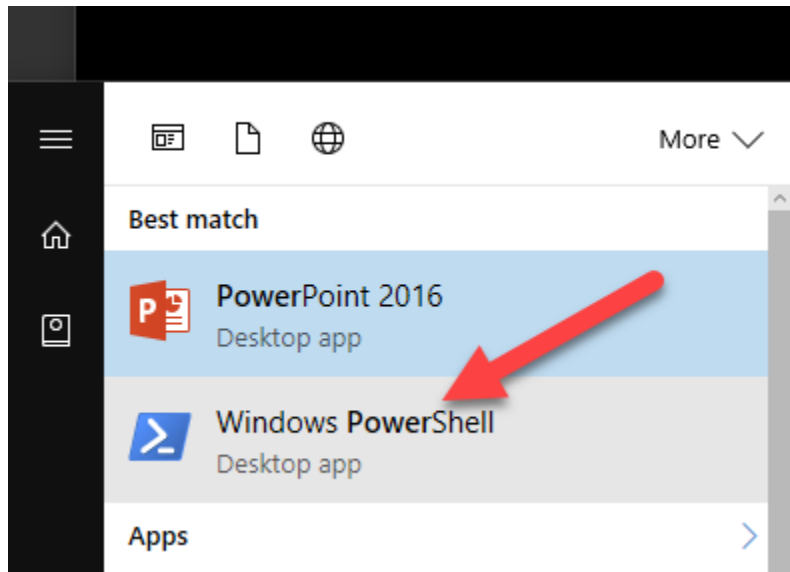 More
Best match
PowerPoint 2016
Desktop app
Windows PowerShell
Desktop app
Apps